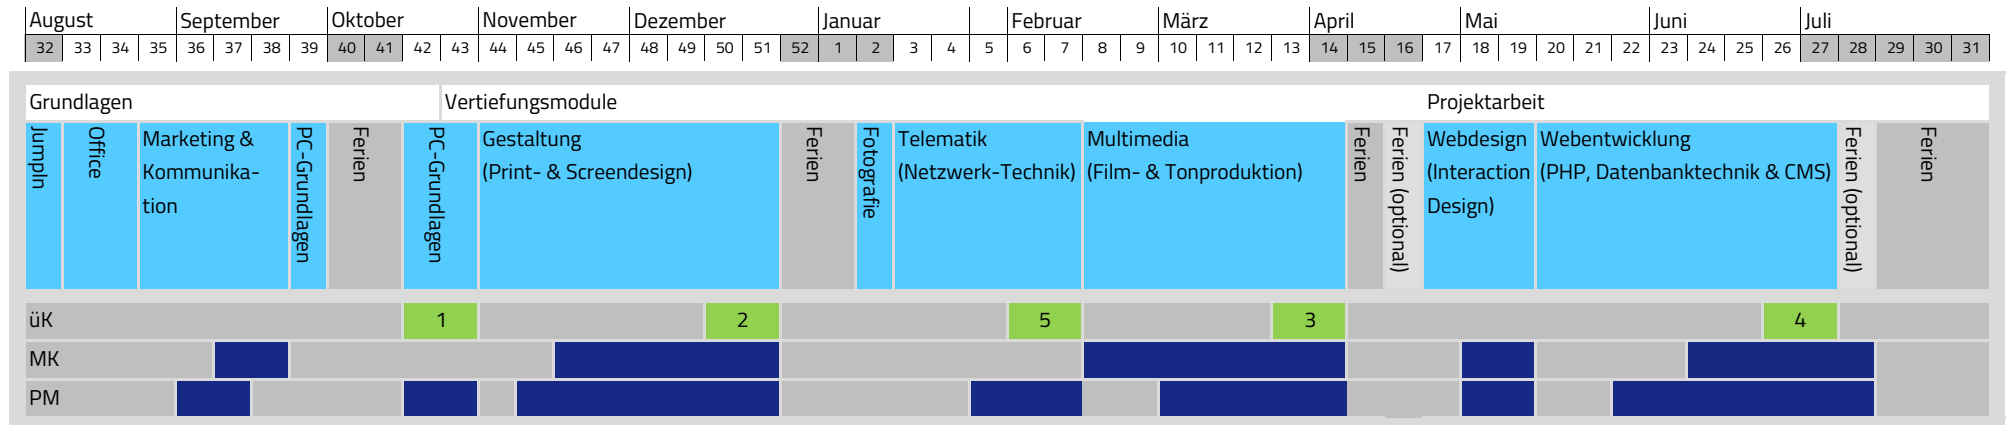 August September Oktober November Dezember Januar Februar März April Mai Juni Juli
32 33 34 35 36 37 38 39 40 41 42 43 44 45 46 47 48 49 50 51 52 1 2 3 4 5 6 7 8 9 10 11 12 13 14 15 16 17 18 19 20 21 22 23 24 25 26 27 28 29 30 31
Grundlagen Vertiefungsmodule Projektarbeit
JumpIn
Office
Marketing &
Kommunika-
tion
PC-Grundlagen
Ferien
PC-Grundlagen
Gestaltung
(Print- & Screendesign)
Ferien
Fotografie
Telematik
(Netzwerk-Technik)
Multimedia
(Film- & Tonproduktion)
Ferien
Ferien (optional)
Webdesign
(Interaction
Design)
Webentwicklung
(PHP, Datenbanktechnik & CMS)
Ferien (optional)
Ferien
üK 1 2 5 3 4
MK
PM